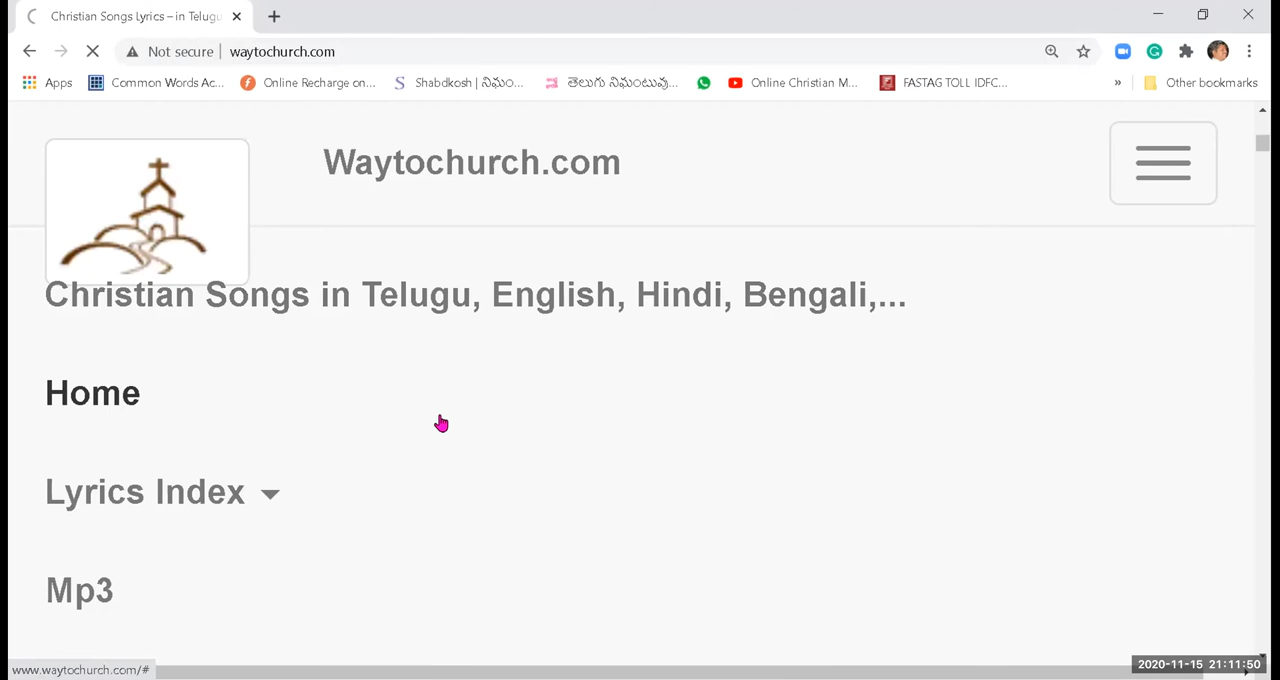 Christian Songs Lyrics – in Telugu
Not secure | waytochurch.com
Apps Common Words Ac... Online Recharge on... Shabdkosh | నిఘం... తెలుగు నిఘంటువు... Online Christian M... FASTAG TOLL IDFC... » Other bookmarks
Waytochurch.com
Christian Songs in Telugu, English, Hindi, Bengali,...
Home
Lyrics Index
Mp3
www.waytochurch.com/#
2020-11-15 21:11:50